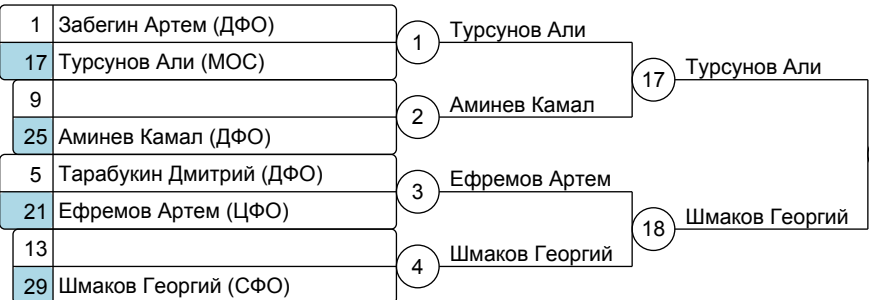 1 Забегин Артем (ДФО)
17 Турсунов Али (МОС)
9
25 Аминев Камал (ДФО)
5 Тарабукин Дмитрий (ДФО)
21 Ефремов Артем (ЦФО)
13
29 Шмаков Георгий (СФО)
1 Турсунов Али
2 Аминев Камал
3 Ефремов Артем
4 Шмаков Георгий
17 Турсунов Али
18 Шмаков Георгий